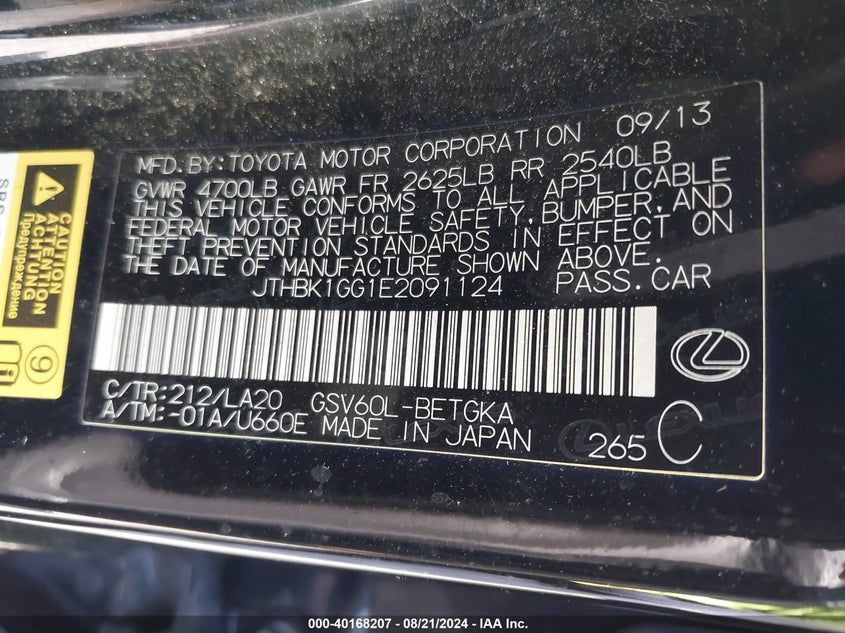 MFD.BY:TOYOTA MOTOR CORPORATION 09/13
GVWR 4700LB GAWR FR 2625LB RR 2540LB
THIS VEHICLE CONFORMS TO ALL APPLICABLE
FEDERAL MOTOR VEHICLE SAFETY,BUMPER,AND
THEFT PREVENTION STANDARDS IN EFFECT ON
THE DATE OF MANUFACTURE SHOWN ABOVE.
JTHBK1GG1E2091124 PASS.CAR
C/TR:212/LA20 GSV60L-BETGKA
A/TM:-01A/U660E MADE IN JAPAN 265 C
CAUTION
ATTENTION
ACHTUNG
Предупреждение
9
000-40168207 - 08/21/2024 - IAA Inc.